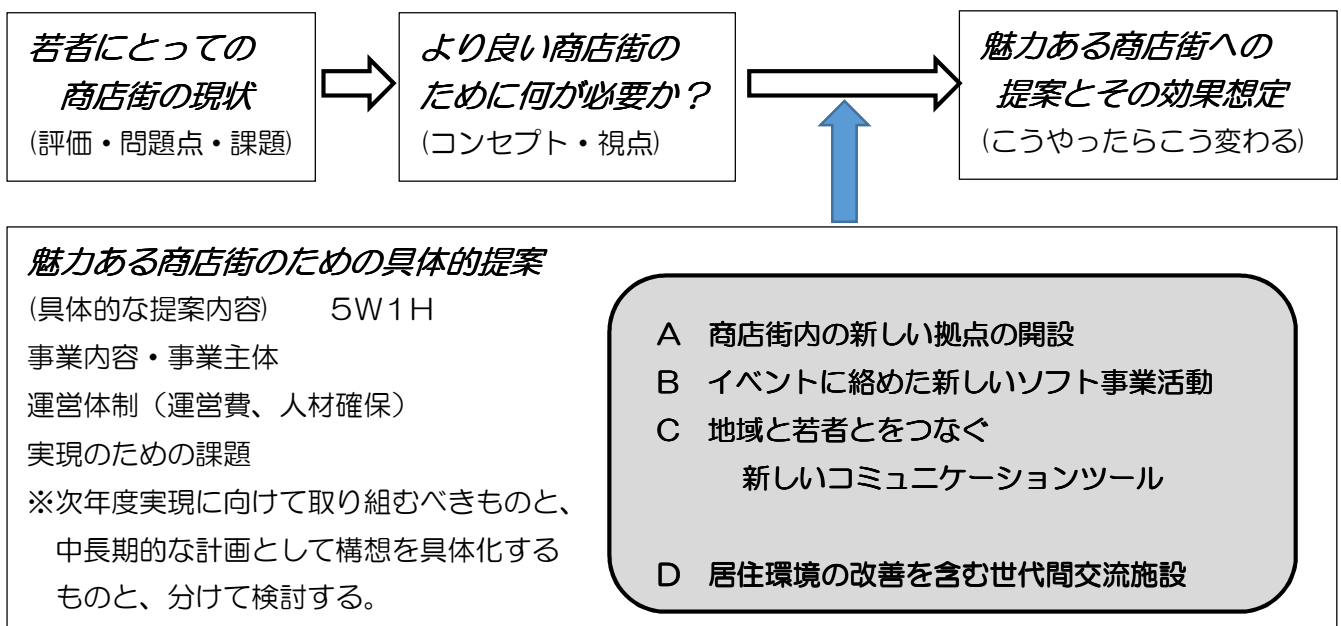 若者にとっての
商店街の現状
(評価・問題点・課題)
より良い商店街の
ために何が必要か？
(コンセプト・視点)
魅力ある商店街への
提案とその効果想定
(こうやったらこう変わる)
魅力ある商店街のための具体的提案
(具体的な提案内容)　５Ｗ１Ｈ
事業内容・事業主体
運営体制（運営費、人材確保）
実現のための課題
※次年度実現に向けて取り組むべきものと、
中長期的な計画として構想を具体化する
ものと、分けて検討する。
Ａ　商店街内の新しい拠点の開設
Ｂ　イベントに絡めた新しいソフト事業活動
Ｃ　地域と若者とをつなぐ
新しいコミュニケーションツール
Ｄ　居住環境の改善を含む世代間交流施設